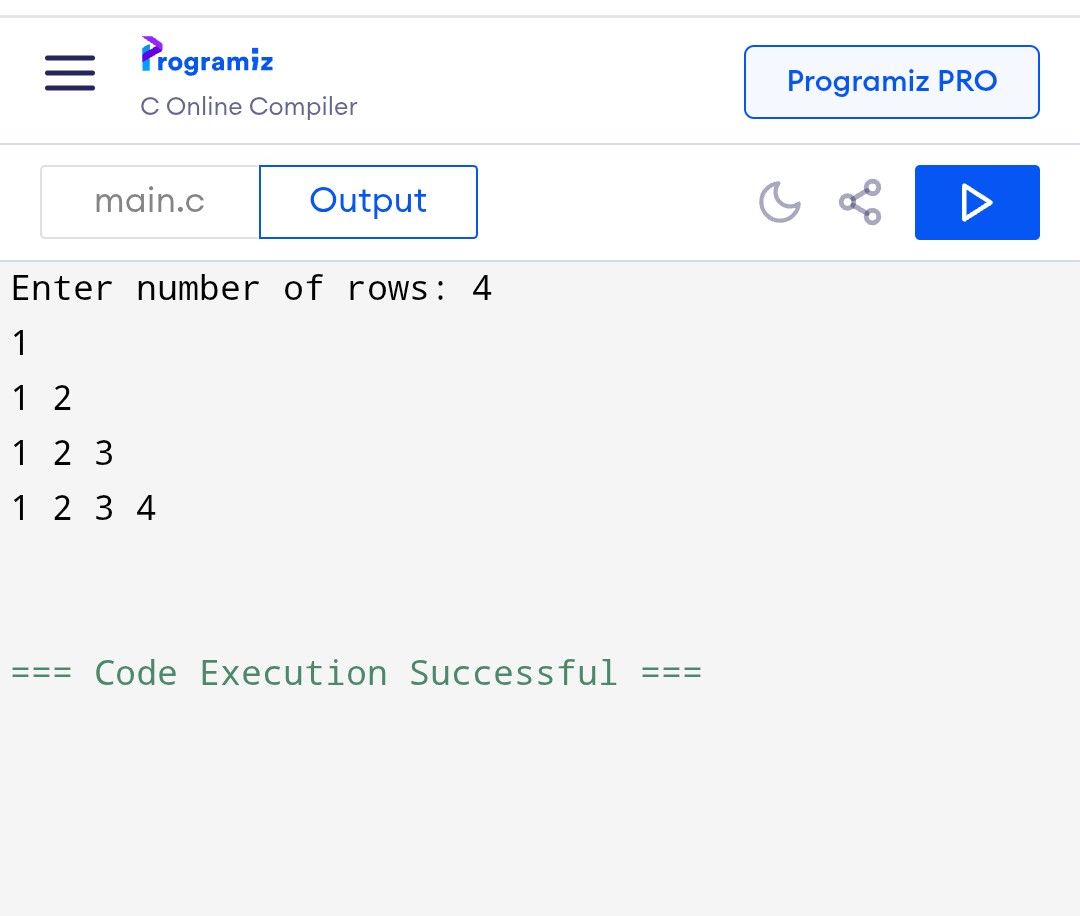 Programiz
C Online Compiler
Programiz PRO
main.c
Output
Enter number of rows: 4
1
1 2
1 2 3
1 2 3 4
=== Code Execution Successful ===